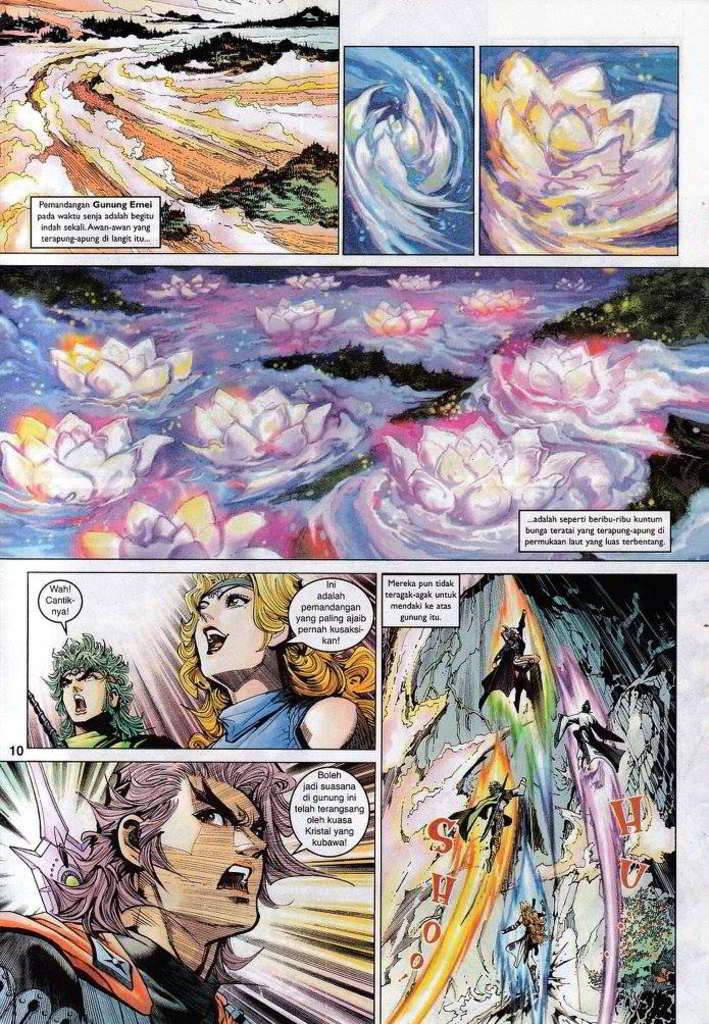 Pemandangan Gunung Ernei
pada waktu senja adalah begitu
indah sekali. Awan-awan yang
terapung-apung di langit itu...
...adalah seperti beribu-ribu kuntum
bunga teratai yang terapung-apung di
permukaan laut yang luas terbentang.
Wah!
Cantik-
nya!
Ini
adalah
pemandangan
yang paling ajaib
pernah kusaksi-
kan!
Mereka pun tidak
teragak-agak untuk
mendaki ke atas
gunung itu.
10
Boleh
jadi suasana
di gunung ini
telah terangsang
oleh kuasa
Kristal yang
kubawa!
SHOO
HU